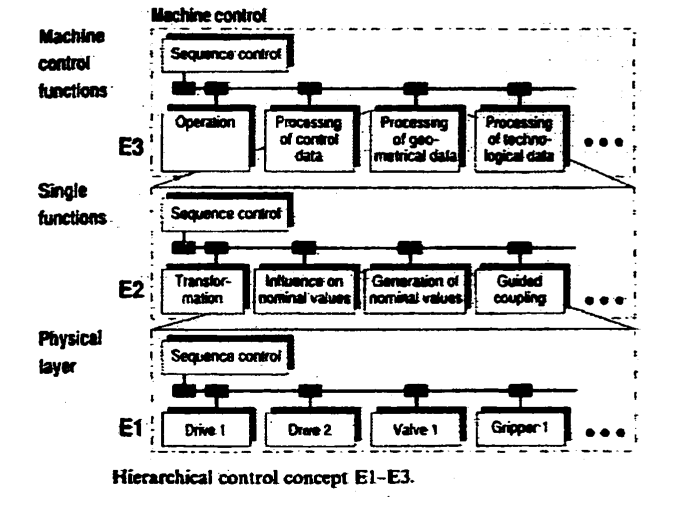 Machine control
Machine
control
functions
Sequence control
E3
Operation
Processing
of control
data
Processing
of geo-
metrical data
Processing
of techno-
logical data
Single
functions
Sequence control
E2
Transfor-
mation
Influence on
nominal values
Generation of
nominal values
Guided
coupling
Physical
layer
Sequence control
E1
Drive 1
Drive 2
Valve 1
Gripper 1
Hierarchical control concept E1-E3.